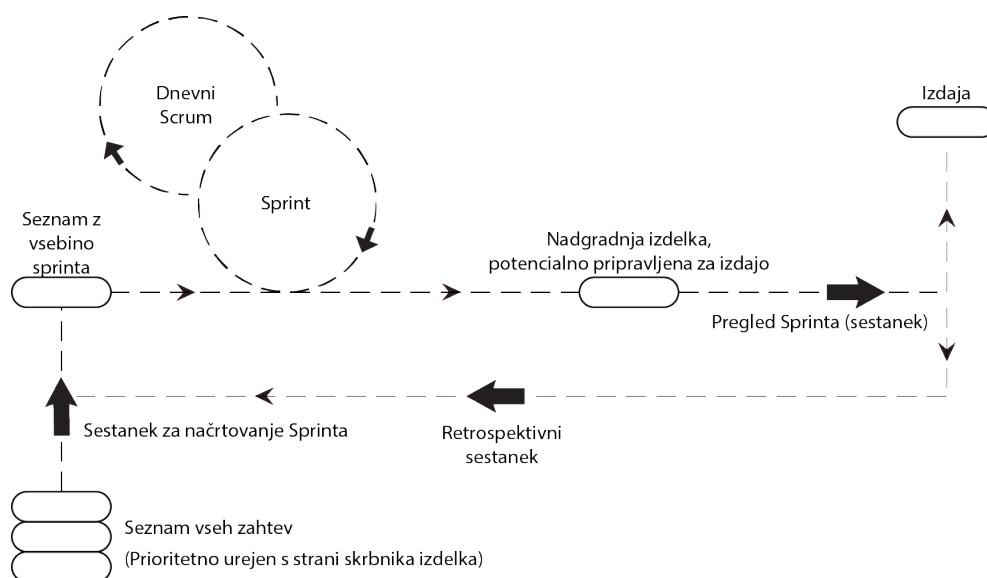 Dnevni
Scrum
Izdaja
Sprint
Seznam z
vsebino
sprinta
Nadgradnja izdelka,
potencialno pripravljena za izdajo
Pregled Sprinta (sestanek)
Sestanek za načrtovanje Sprinta
Retrospektivni
sestanek
Seznam vseh zahtev
(Prioritetno urejen s strani skrbnika izdelka)